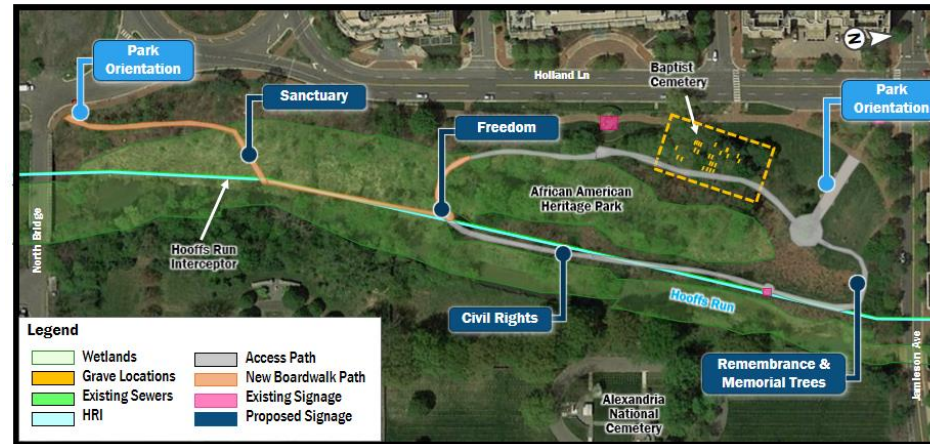 Park
Orientation
Sanctuary
Holland Ln
Baptist
Cemetery
N
Park
Orientation
Freedom
African American
Heritage Park
North Bridge
Hooffs Run
Interceptor
Civil Rights
Hooffs Run
Remembrance &
Memorial Trees
Jamieson Ave
Alexandria
National
Cemetery
Legend
Wetlands
Grave Locations
Existing Sewers
HRI
Access Path
New Boardwalk Path
Existing Signage
Proposed Signage